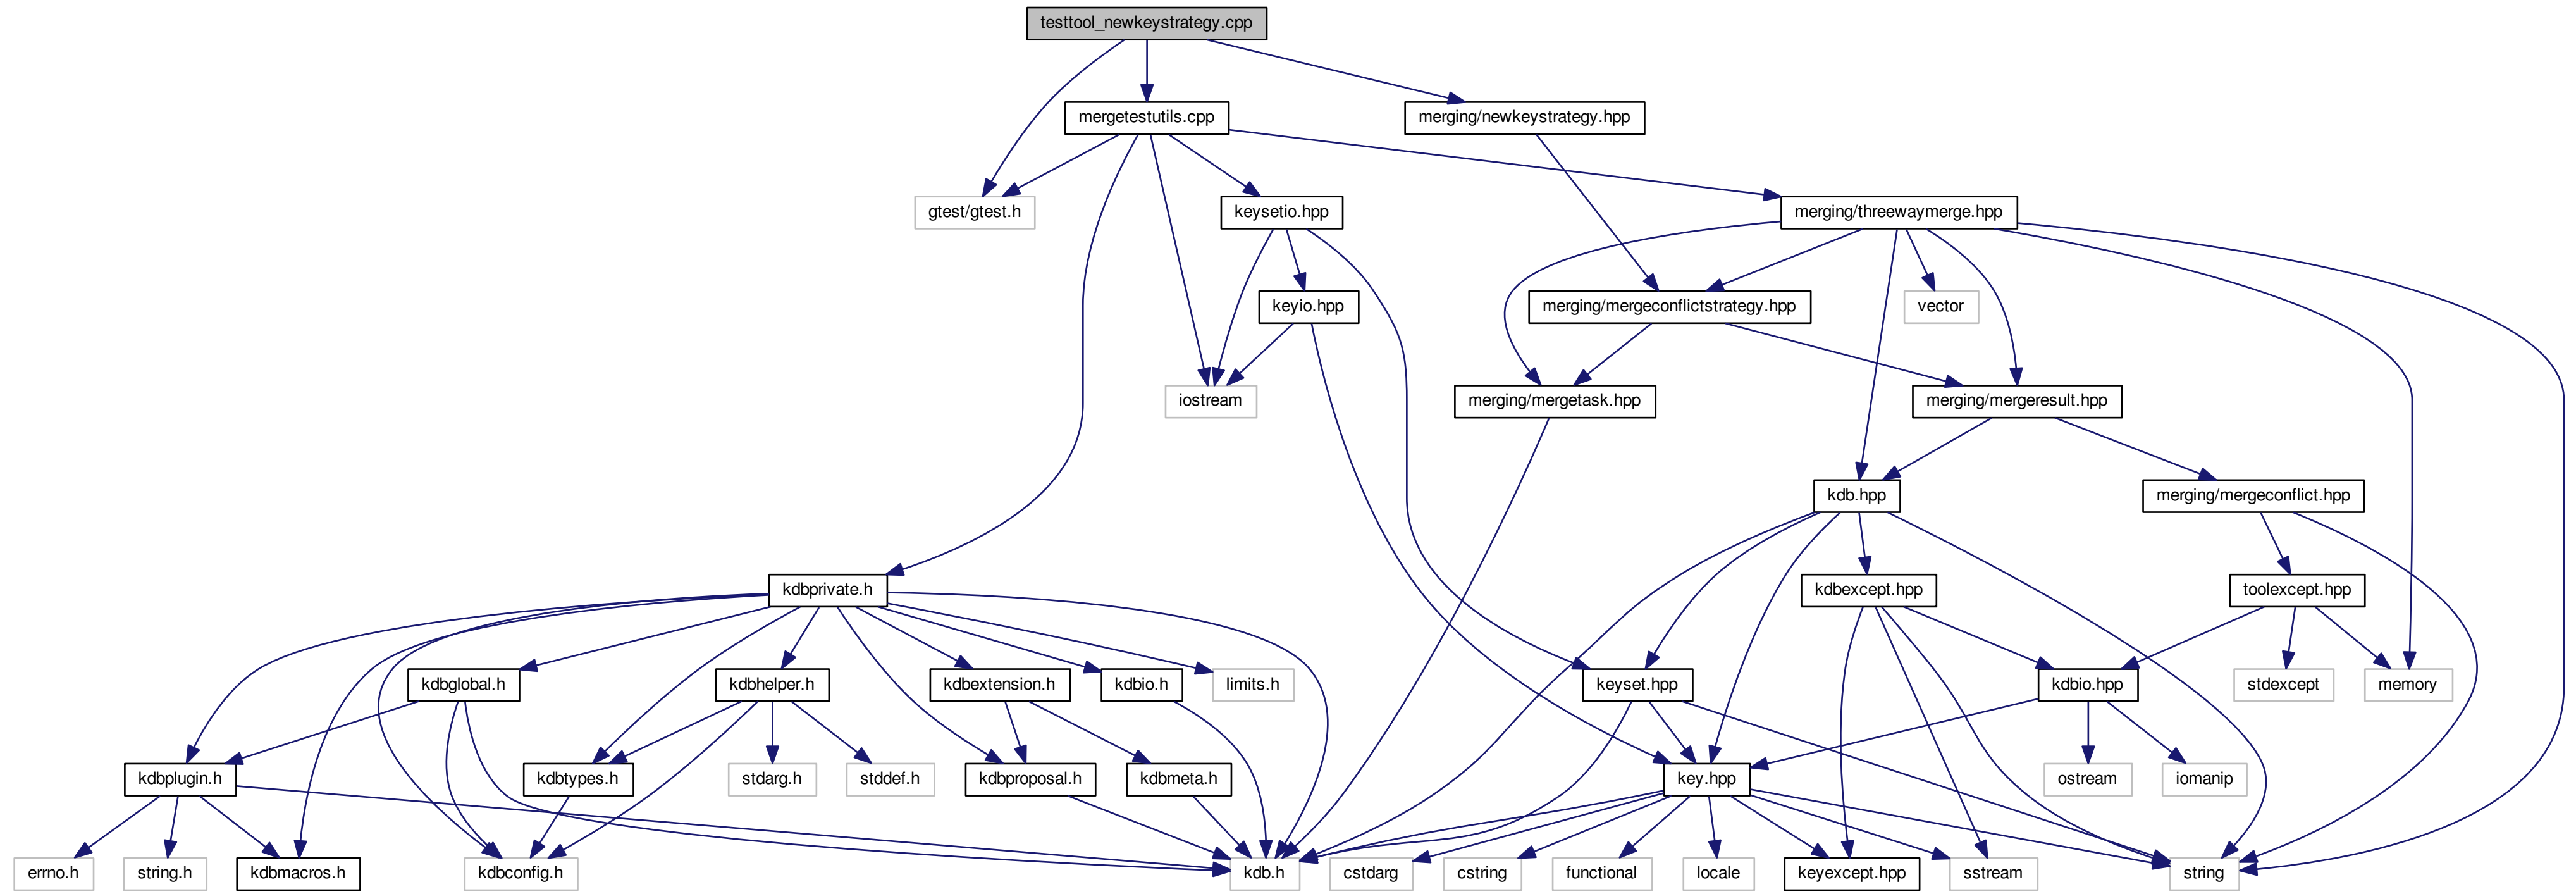 testtool_newkeystrategy.cpp
mergetestutils.cpp
merging/newkeystrategy.hpp
gtest/gtest.h
keysetio.hpp
merging/threewaymerge.hpp
keyio.hpp
merging/mergeconflictstrategy.hpp
vector
iostream
merging/mergetask.hpp
merging/mergeresult.hpp
kdb.hpp
merging/mergeconflict.hpp
kdbprivate.h
kdbexcept.hpp
toolexcept.hpp
kdbglobal.h
kdbhelper.h
kdbextension.h
kdbio.h
limits.h
keyset.hpp
kdbio.hpp
stdexcept
memory
kdbplugin.h
kdbtypes.h
stdarg.h
stddef.h
kdbproposal.h
kdbmeta.h
key.hpp
ostream
iomanip
errno.h
string.h
kdbmacros.h
kdbconfig.h
kdb.h
cstdarg
cstring
functional
locale
keyexcept.hpp
sstream
string